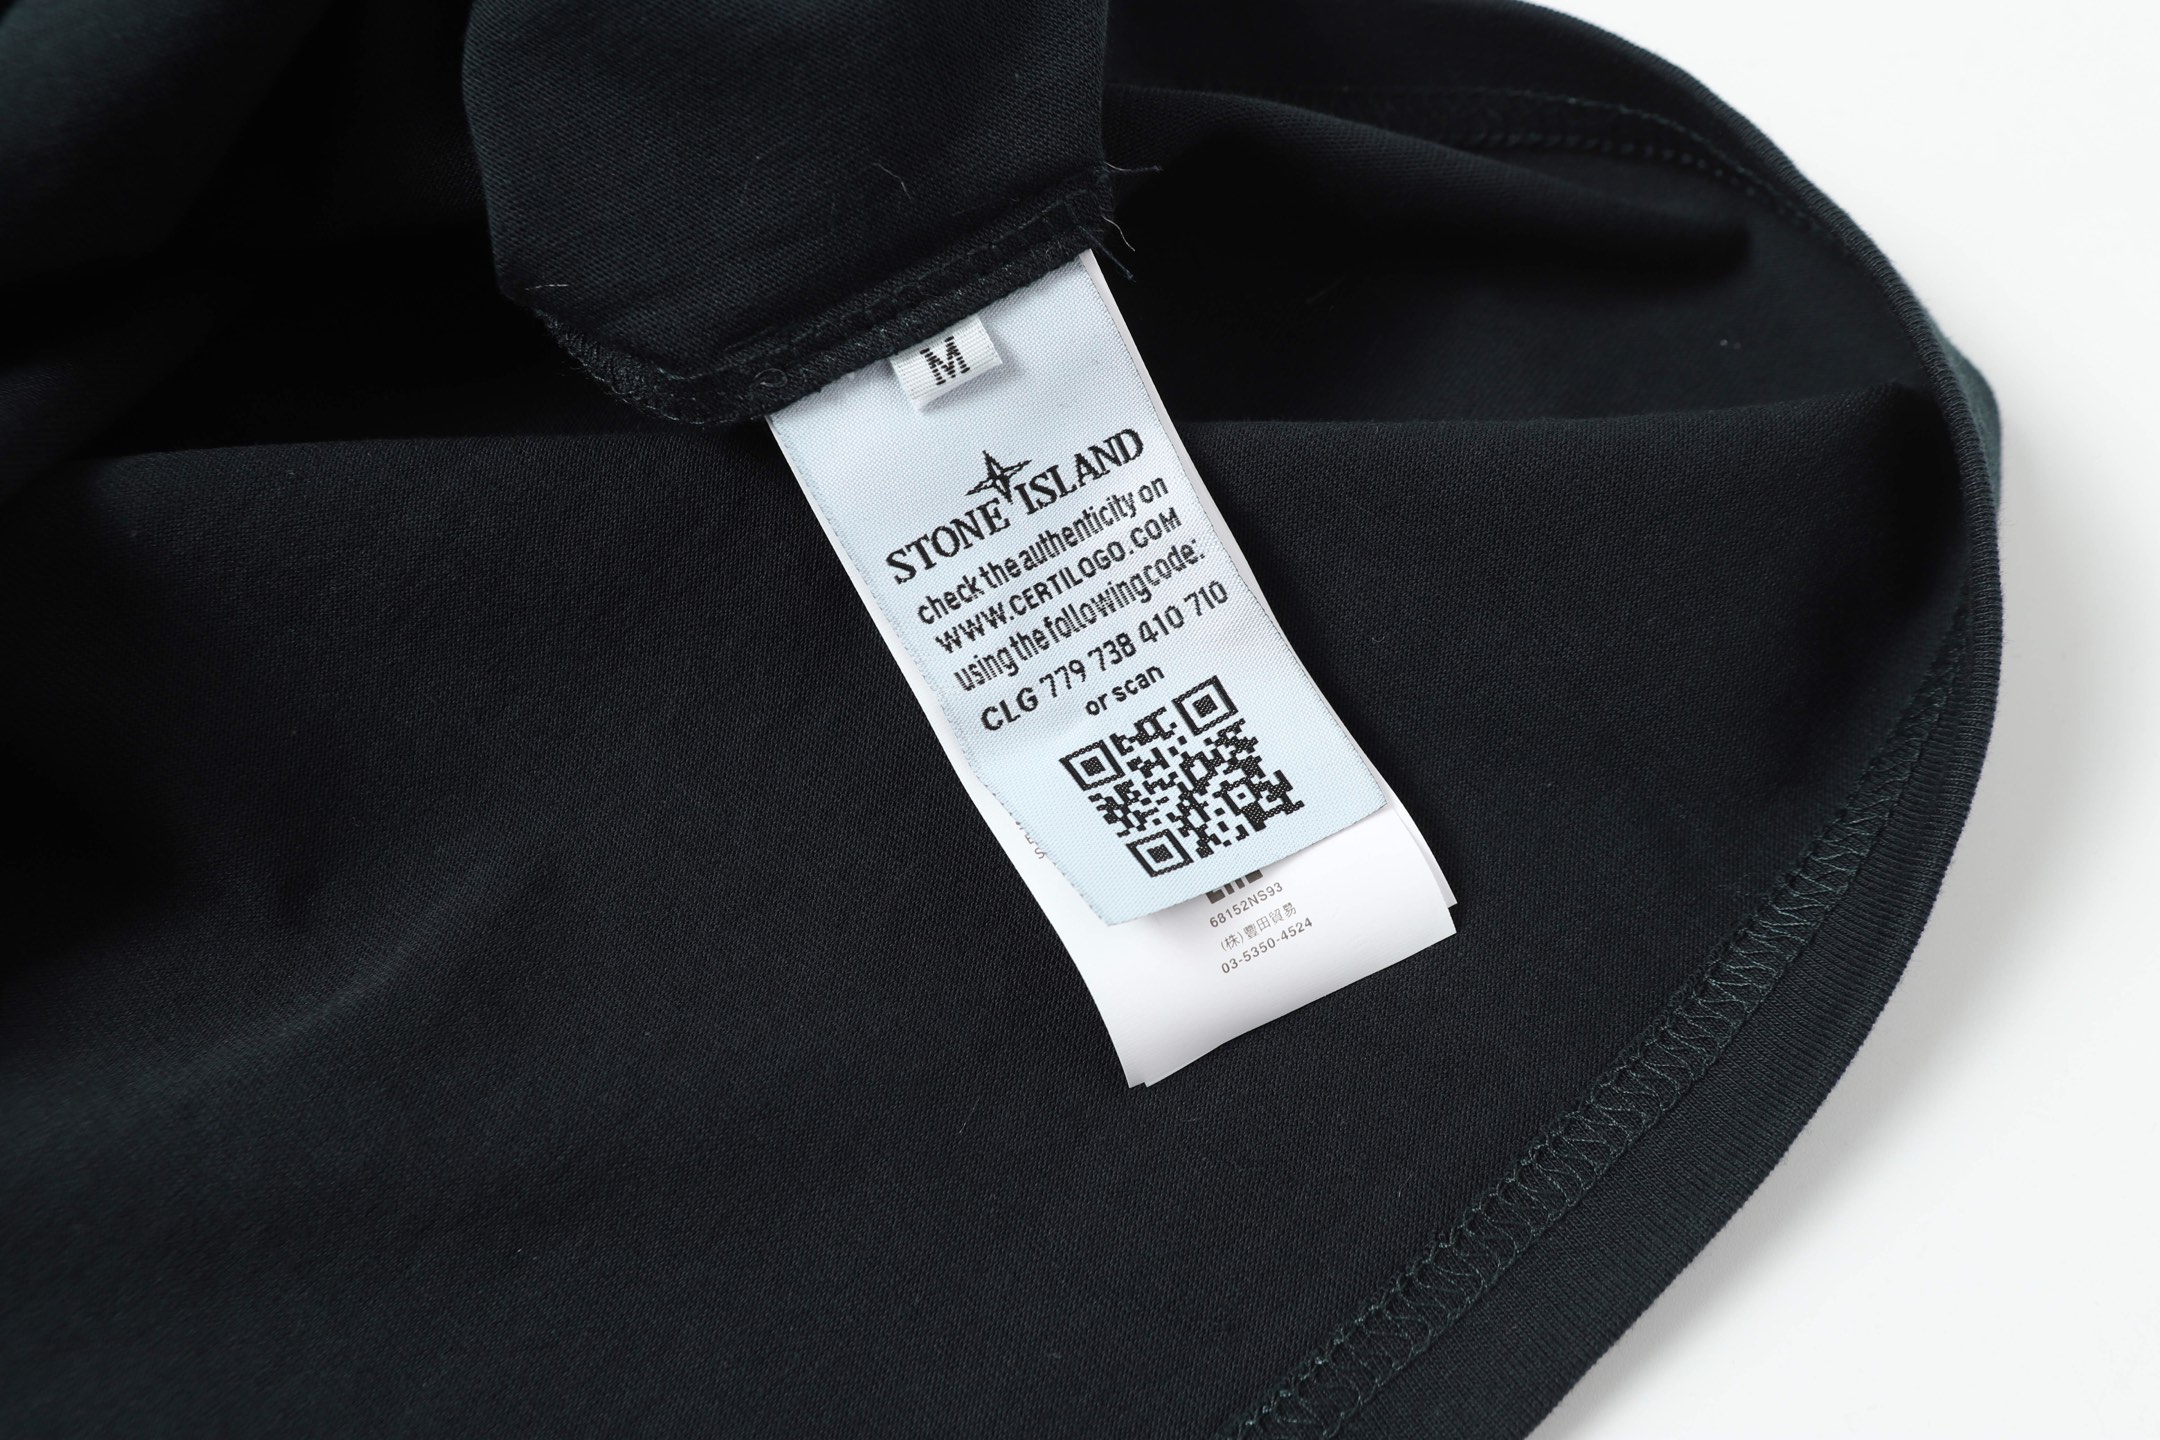 M
STONE ISLAND
check the authenticity on
WWW.CERTILOGO.COM
using the following code:
CLG 779 738 410 710
or scan
68152NS93
(株)豊田貿易
03-5350-4524